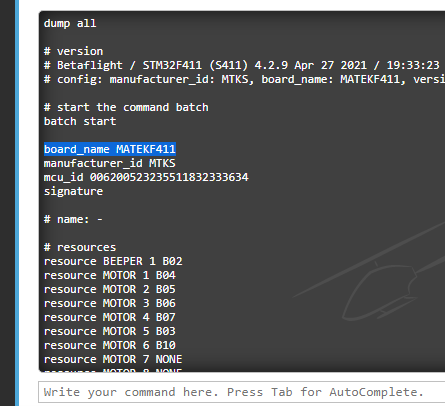 dump all
# version
# Betaflight / STM32F411 (S411) 4.2.9 Apr 27 2021 / 19:33:23
# config: manufacturer_id: MTKS, board_name: MATEKF411, versi
# start the command batch
batch start
board_name MATEKF411
manufacturer_id MTKS
mcu_id 006200523235511832333634
signature
# name: -
# resources
resource BEEPER 1 B02
resource MOTOR 1 B04
resource MOTOR 2 B05
resource MOTOR 3 B06
resource MOTOR 4 B07
resource MOTOR 5 B03
resource MOTOR 6 B10
resource MOTOR 7 NONE
resource MOTOR 8 NONE
Write your command here. Press Tab for AutoComplete.